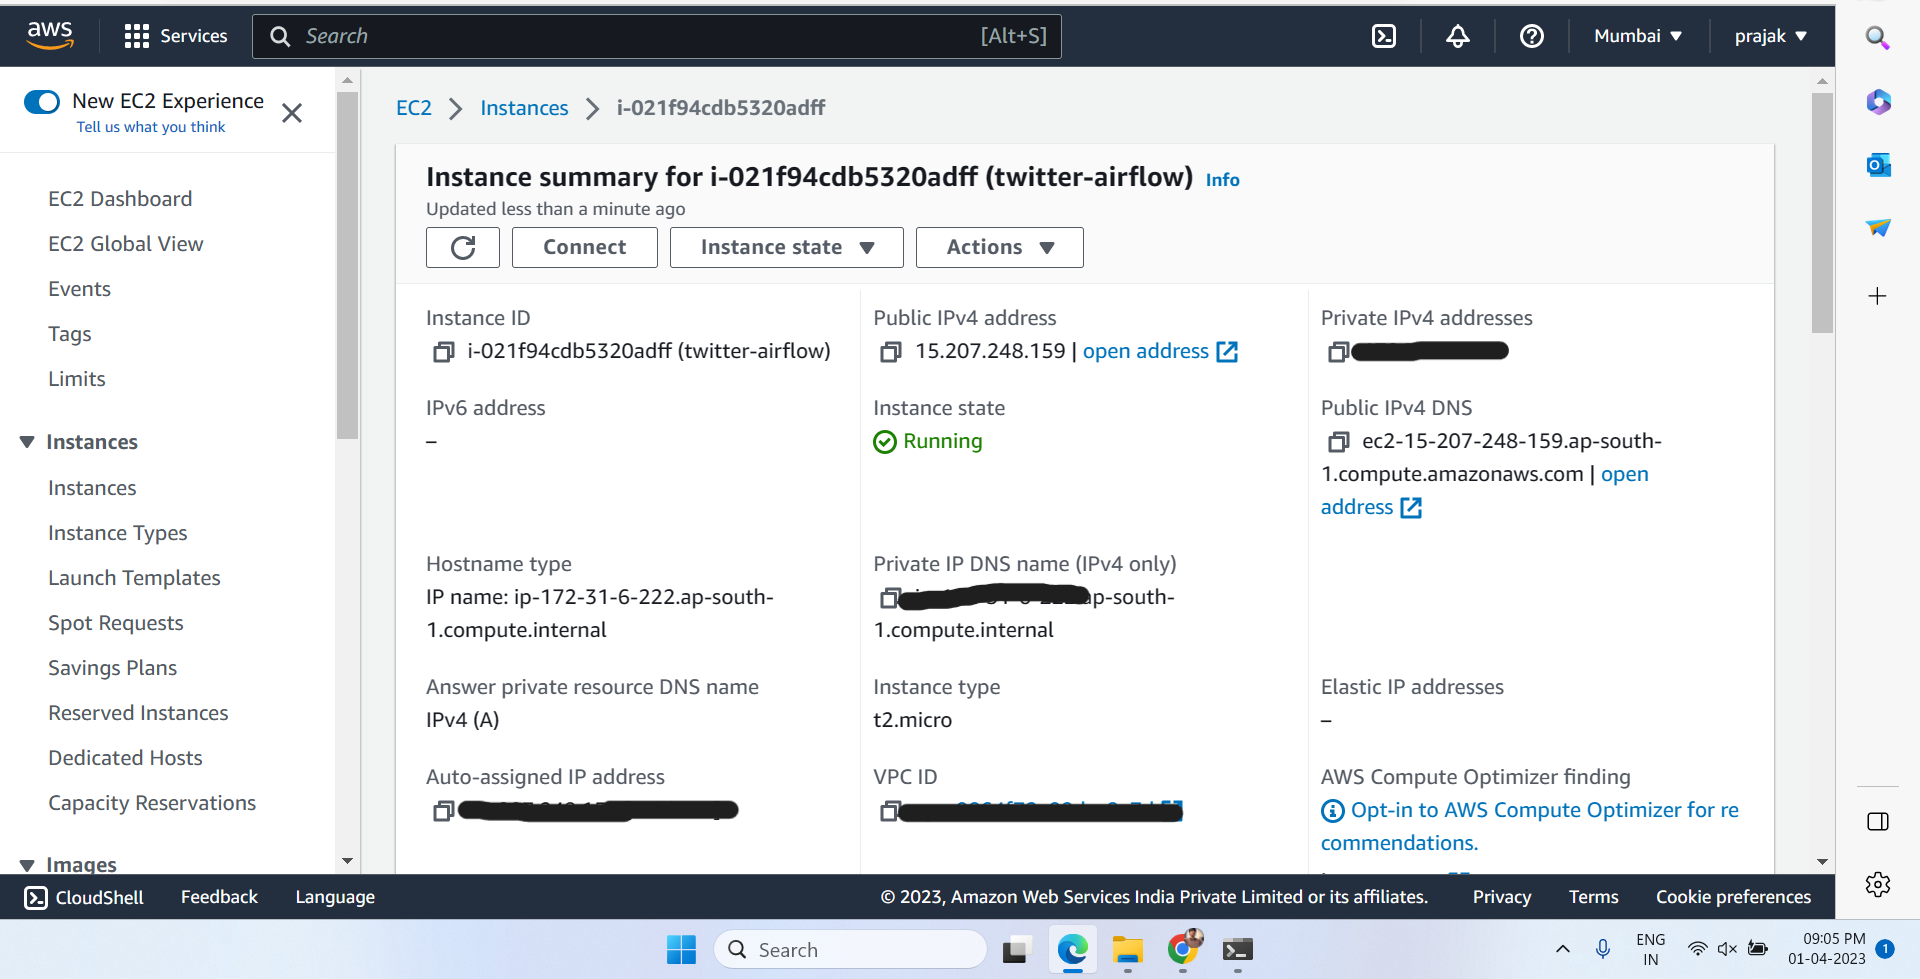 aws
Services
Search
[Alt+S]
Mumbai
prajak
New EC2 Experience
Tell us what you think
EC2 Dashboard
EC2 Global View
Events
Tags
Limits
Instances
Instances
Instance Types
Launch Templates
Spot Requests
Savings Plans
Reserved Instances
Dedicated Hosts
Capacity Reservations
Images
EC2 > Instances > i-021f94cdb5320adff
Instance summary for i-021f94cdb5320adff (twitter-airflow) Info
Updated less than a minute ago
Connect
Instance state
Actions
Instance ID
i-021f94cdb5320adff (twitter-airflow)
Public IPv4 address
15.207.248.159 | open address
Private IPv4 addresses
IPv6 address
–
Instance state
Running
Public IPv4 DNS
ec2-15-207-248-159.ap-south-
1.compute.amazonaws.com | open
address
Hostname type
IP name: ip-172-31-6-222.ap-south-
1.compute.internal
Private IP DNS name (IPv4 only)
ap-south-
1.compute.internal
Answer private resource DNS name
IPv4 (A)
Instance type
t2.micro
Elastic IP addresses
–
Auto-assigned IP address
VPC ID
AWS Compute Optimizer finding
Opt-in to AWS Compute Optimizer for re
commendations.
CloudShell
Feedback
Language
© 2023, Amazon Web Services India Private Limited or its affiliates.
Privacy
Terms
Cookie preferences
Search
ENG
IN
09:05 PM
01-04-2023
1